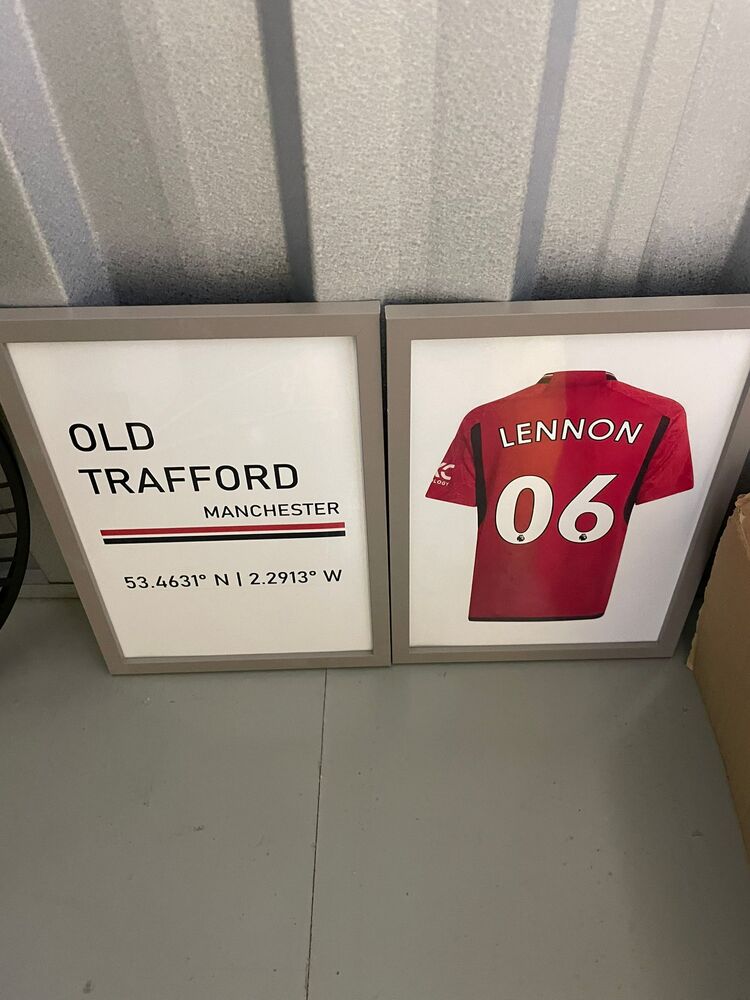 OLD
TRAFFORD
MANCHESTER
53.4631° N | 2.2913° W
LENNON
06